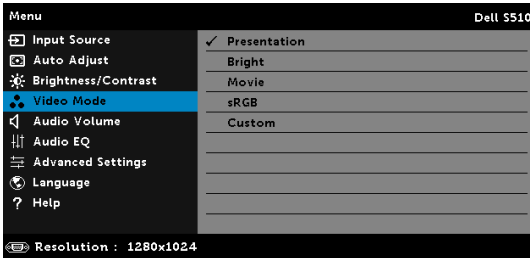 Menu Dell S510
Input Source
Auto Adjust
Brightness/Contrast
Video Mode
Audio Volume
Audio EQ
Advanced Settings
Language
? Help
Presentation
Bright
Movie
sRGB
Custom
Resolution : 1280x1024